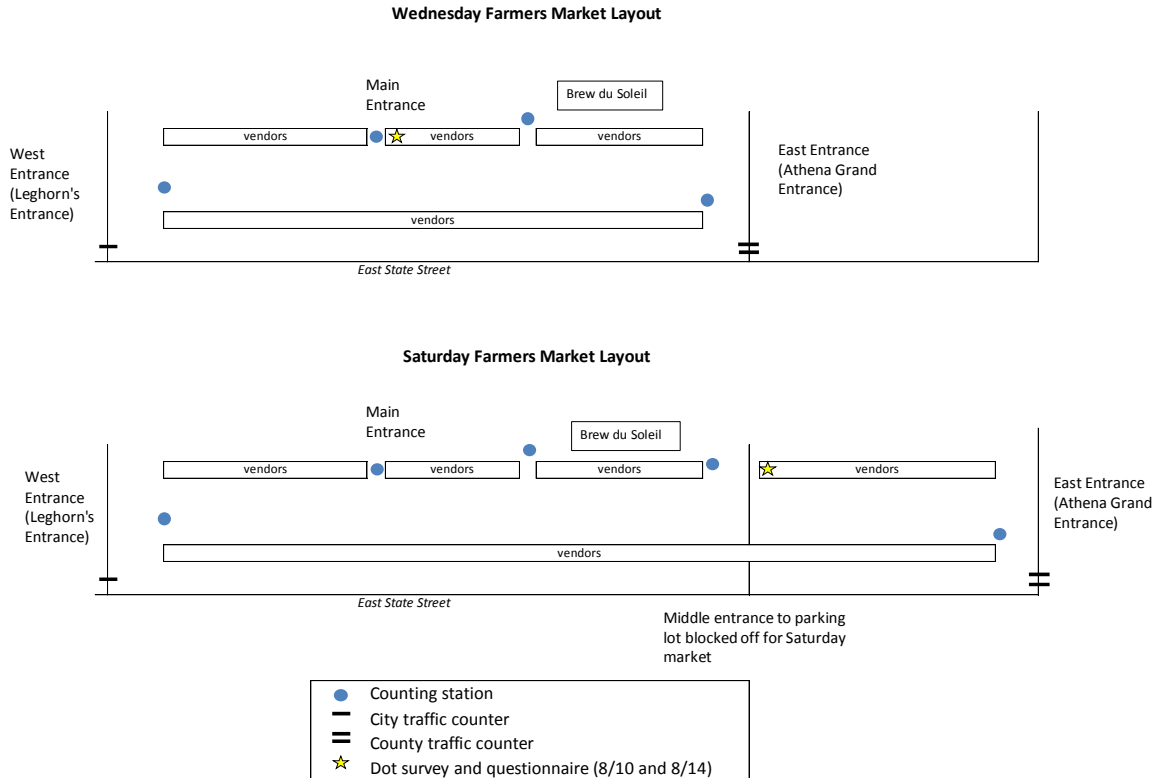 Wednesday Farmers Market Layout
Main
Entrance
Brew du Soleil
vendors
vendors
vendors
West
Entrance
(Leghorn's
Entrance)
East Entrance
(Athena Grand
Entrance)
vendors
East State Street
Saturday Farmers Market Layout
Main
Entrance
Brew du Soleil
vendors
vendors
vendors
vendors
West
Entrance
(Leghorn's
Entrance)
East Entrance
(Athena Grand
Entrance)
vendors
East State Street
Middle entrance to parking
lot blocked off for Saturday
market
Counting station
City traffic counter
County traffic counter
Dot survey and questionnaire (8/10 and 8/14)